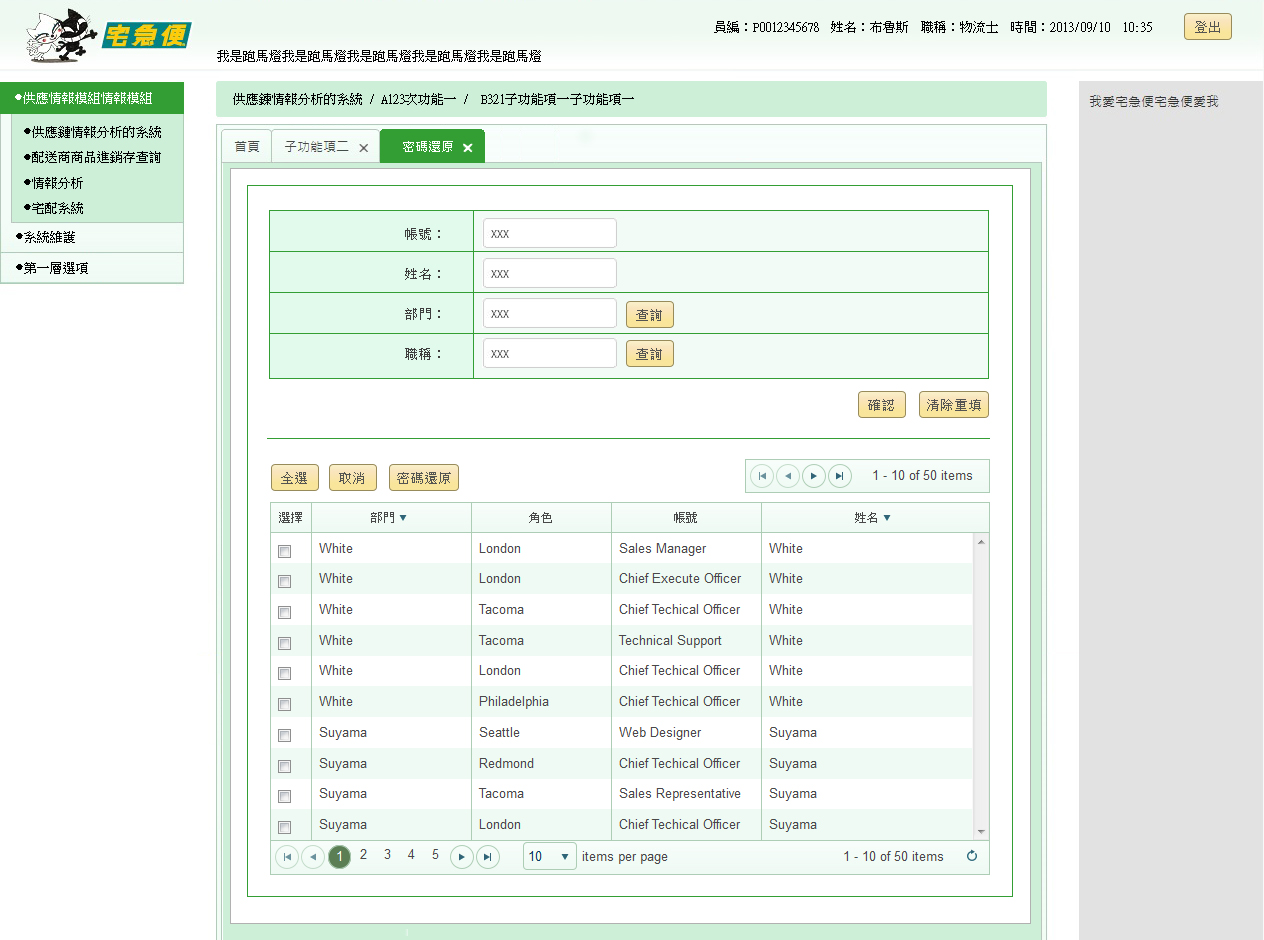 宅急便
員編：P0012345678 姓名：布魯斯 職稱：物流士 時間：2013/09/10 10:35
登出
我是跑馬燈我是跑馬燈我是跑馬燈我是跑馬燈我是跑馬燈
●供應情報模組情報模組
●供應鏈情報分析的系統
●配送商商品進銷存查詢
●情報分析
●宅配系統
●系統維護
●第一層選項
供應鍊情報分析的系統 / A123次功能一 / B321子功能項一子功能項一
首頁 子功能項二 × 密碼還原 ×
帳號： xxx
姓名： xxx
部門： xxx 查詢
職稱： xxx 查詢
確認 清除重填
全選 取消 密碼還原 1 - 10 of 50 items
選擇 部門▼ 角色 帳號 姓名▼
White London Sales Manager White
White London Chief Execute Officer White
White Tacoma Chief Techical Officer White
White Tacoma Technical Support White
White London Chief Techical Officer White
White Philadelphia Chief Techical Officer White
Suyama Seattle Web Designer Suyama
Suyama Redmond Chief Techical Officer Suyama
Suyama Tacoma Sales Representative Suyama
Suyama London Chief Techical Officer Suyama
1 2 3 4 5 10 items per page 1 - 10 of 50 items
我愛宅急便宅急便愛我